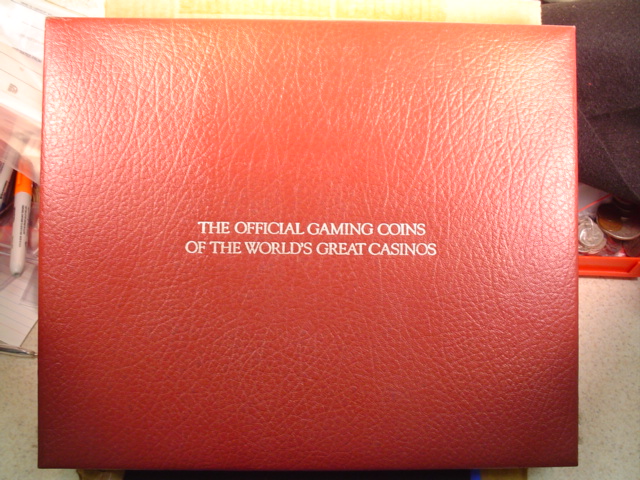 THE OFFICIAL GAMING COINS
OF THE WORLD'S GREAT CASINOS